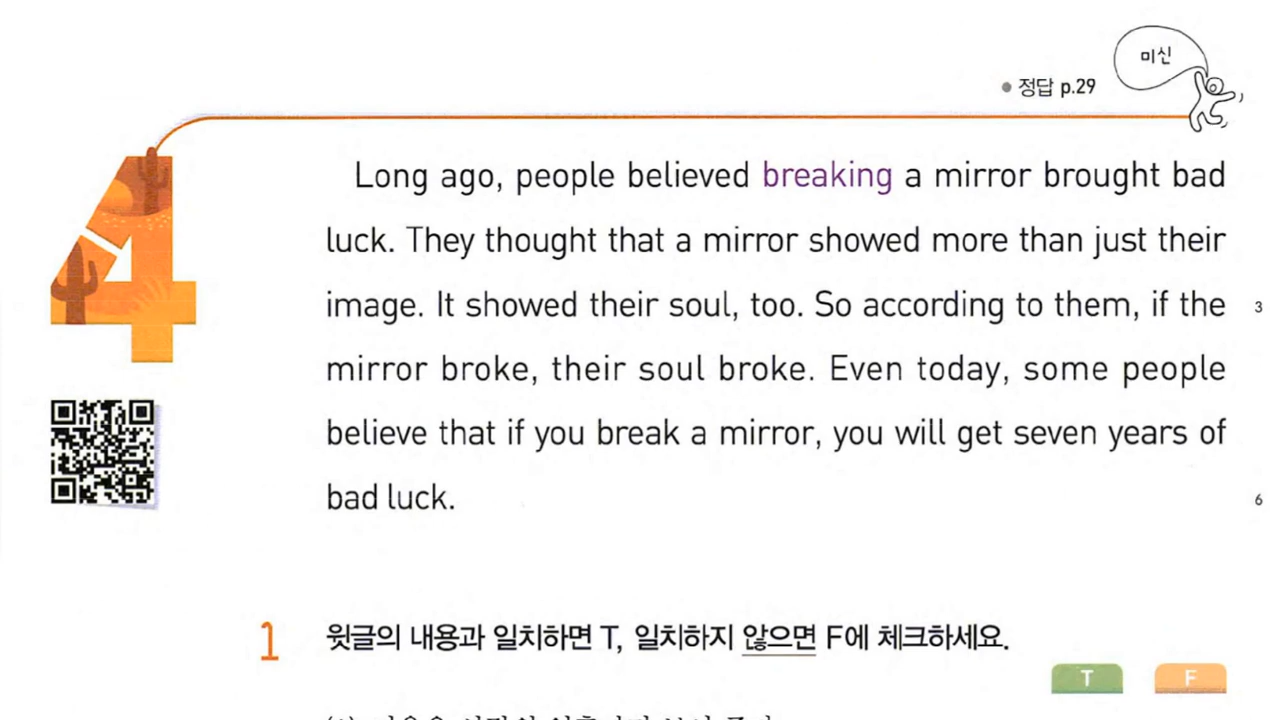 미신
정답 p.29
4
Long ago, people believed breaking a mirror brought bad
luck. They thought that a mirror showed more than just their
image. It showed their soul, too. So according to them, if the 3
mirror broke, their soul broke. Even today, some people
believe that if you break a mirror, you will get seven years of
bad luck. 6
1 윗글의 내용과 일치하면 T, 일치하지 않으면 F에 체크하세요.
T F